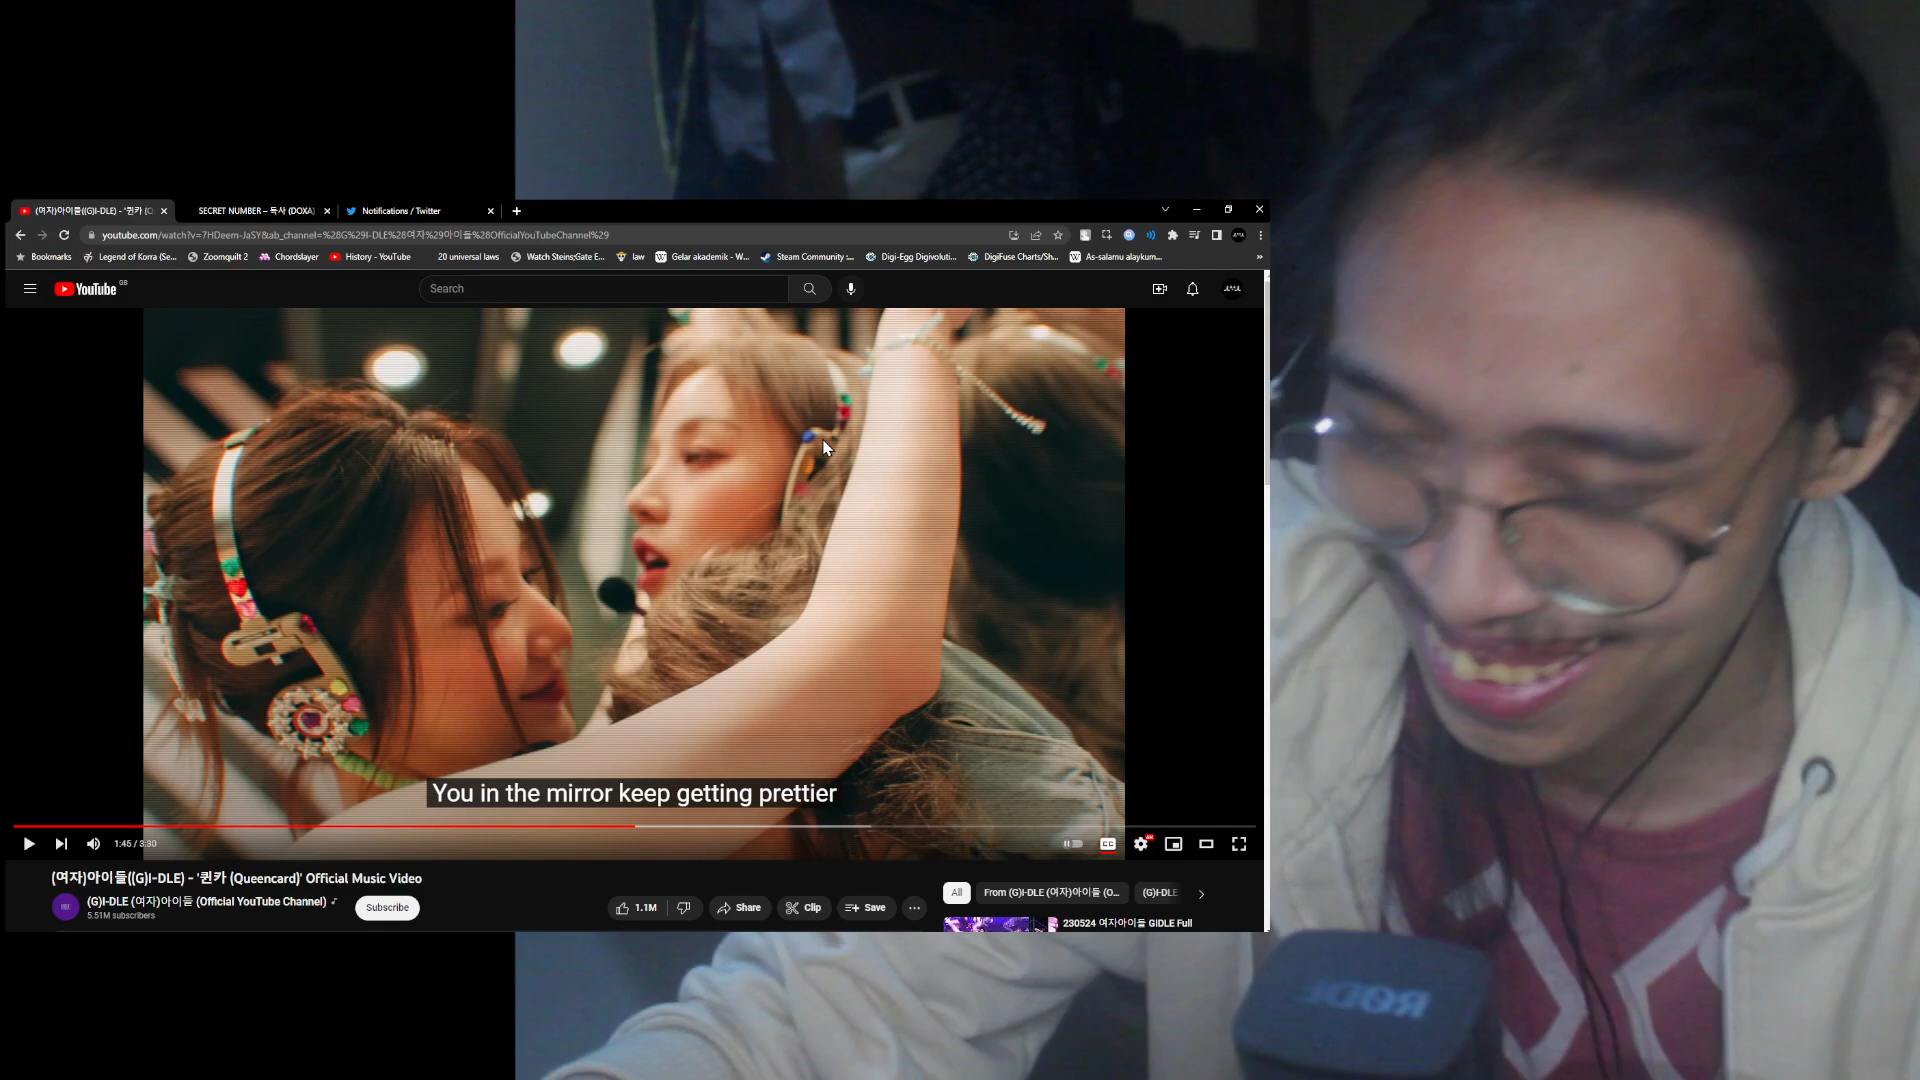 (여자)아이들((G)I-DLE) - '퀸카 (Q
SECRET NUMBER – 독사 (DOXA)
Notifications / Twitter
youtube.com/watch?v=7HDeem-JaSY&ab_channel=%28G%29I-DLE%28여자%29아이들%28OfficialYouTubeChannel%29
Bookmarks
Legend of Korra (Se...
Zoomquilt 2
Chordslayer
History - YouTube
20 universal laws
Watch Steins;Gate E...
law
Gelar akademik - W...
Steam Community :...
Digi-Egg Digivoluti...
DigiFuse Charts/Sh...
As-salamu alaykum...
YouTube GB
Search
You in the mirror keep getting prettier
1:45 / 3:30
(여자)아이들((G)I-DLE) - '퀸카 (Queencard)' Official Music Video
(G)I-DLE (여자)아이들 (Official YouTube Channel)
5.51M subscribers
Subscribe
1.1M
Share
Clip
Save
All
From (G)I-DLE (여자)아이들 (O...
(G)I-DLE
230524 여자아이들 GIDLE Full
RØDE